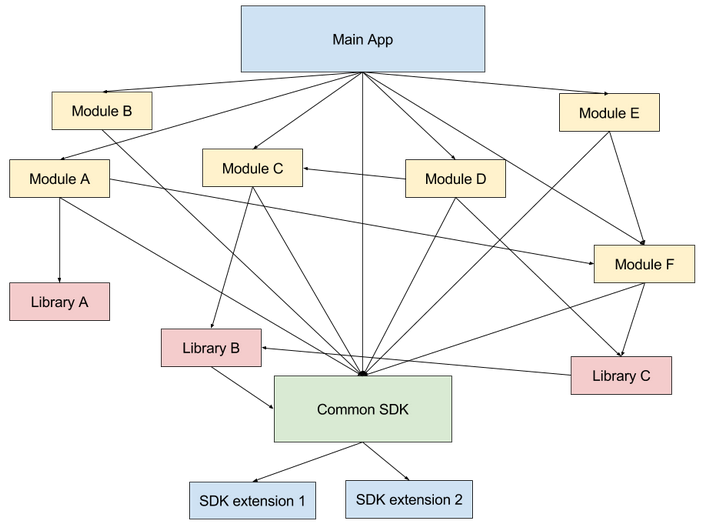 Main App
Module B
Module E
Module A
Module C
Module D
Module F
Library A
Library B
Library C
Common SDK
SDK extension 1
SDK extension 2